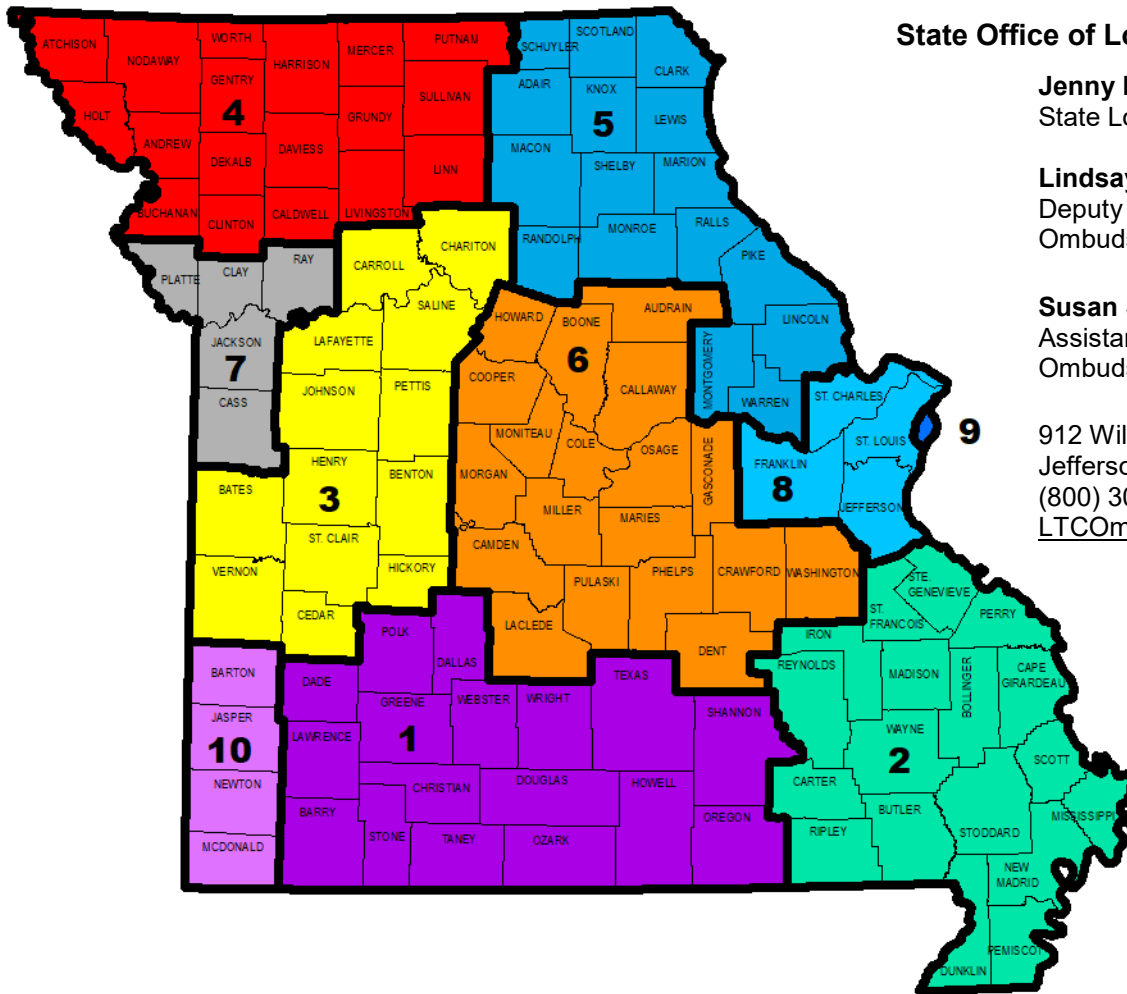 State Office of Lo
Jenny
State Lo
Lindsay
Deputy
Ombuds
Susan
Assistan
Ombuds
912 Wil
Jefferso
(800) 30
LTCOm
ATCHISON
NODAWAY
WORTH
GENTRY
HARRISON
MERCER
PUTNAM
SULLIVAN
GRUNDY
HOLT
4
ANDREW
DEKALB
DAVIESS
LINN
BUCHANAN
CLINTON
CALDWELL
LIVINGSTON
SCHUYLER
SCOTLAND
CLARK
ADAIR
KNOX
5
LEWIS
MACON
SHELBY
MARION
RANDOLPH
MONROE
RALLS
PIKE
LINCOLN
MONTGOMERY
WARREN
PLATTE
CLAY
RAY
JACKSON
7
CASS
CARROLL
CHARITON
SALINE
LAFAYETTE
JOHNSON
PETTIS
HENRY
3
BENTON
BATES
ST. CLAIR
HICKORY
VERNON
CEDAR
HOWARD
BOONE
AUDRAIN
6
COOPER
CALLAWAY
MONITEAU
COLE
OSAGE
GASCONADE
MORGAN
MILLER
MARIES
CAMDEN
PULASKI
PHELPS
CRAWFORD
WASHINGTON
LACLEDE
DENT
ST. CHARLES
ST. LOUIS
9
FRANKLIN
8
JEFFERSON
BARTON
JASPER
10
NEWTON
MCDONALD
POLK
DALLAS
DADE
GREENE
WEBSTER
WRIGHT
TEXAS
SHANNON
LAWRENCE
1
CHRISTIAN
DOUGLAS
HOWELL
BARRY
STONE
TANEY
OZARK
OREGON
STE.
GENEVIEVE
PERRY
ST.
FRANCOIS
IRON
REYNOLDS
MADISON
BOLLINGER
CAPE
GIRARDEAU
WAYNE
2
SCOTT
CARTER
BUTLER
MISSISSIPPI
RIPLEY
STODDARD
NEW
MADRID
PEMISCOT
DUNKLIN